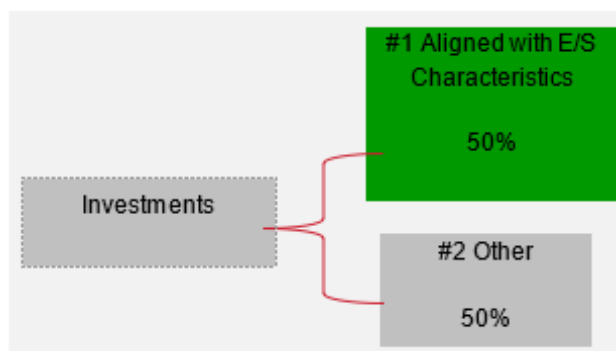 #1 Aligned with E/S
Characteristics
50%
Investments
#2 Other
50%